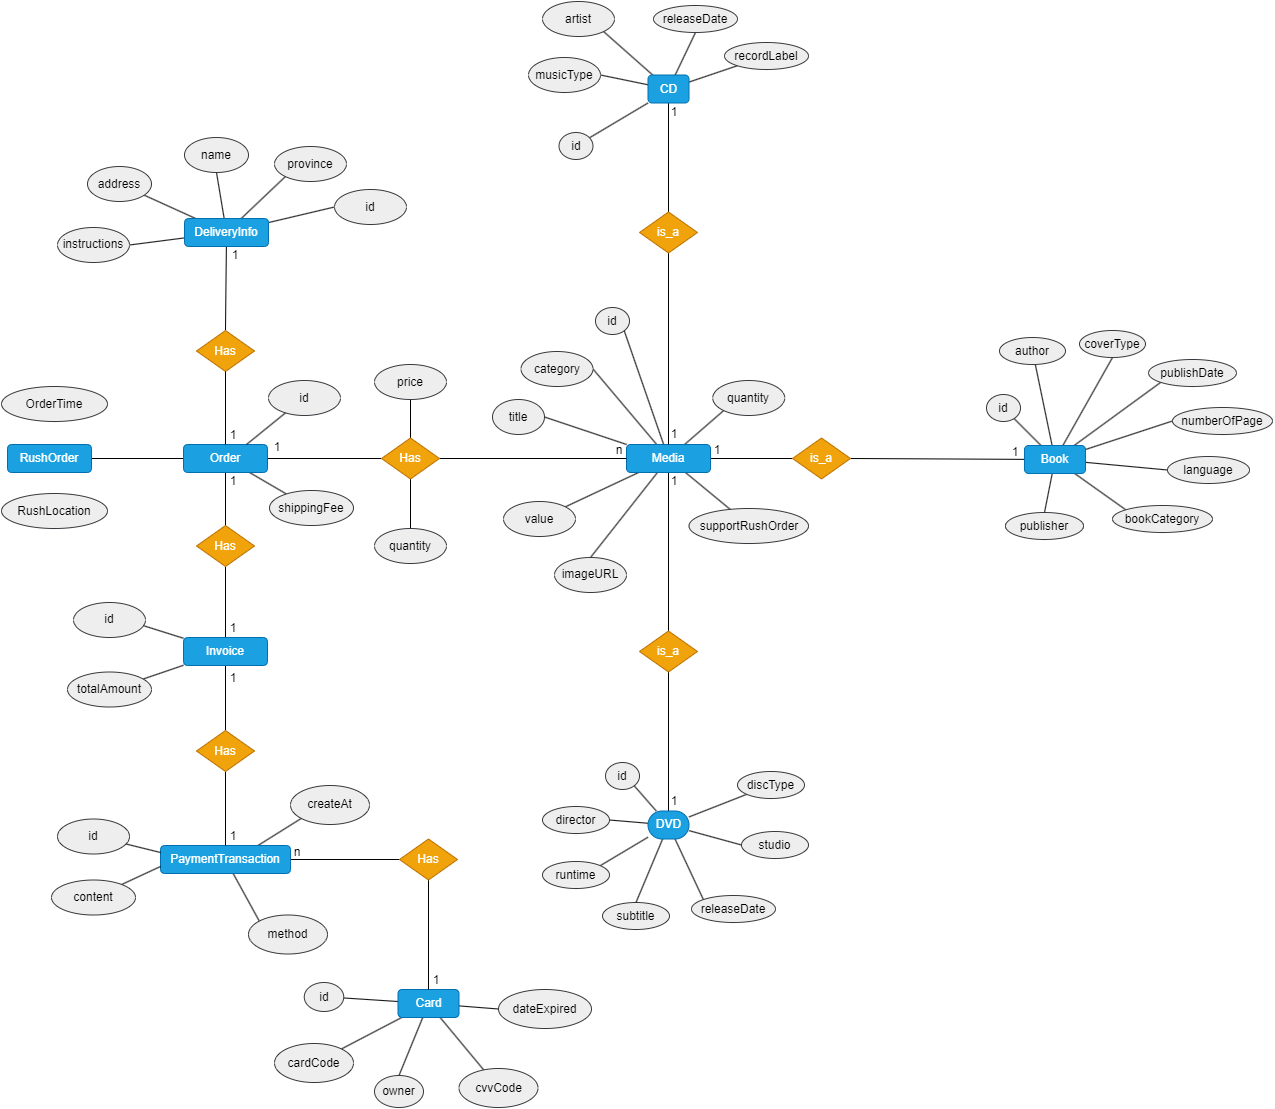 artist
releaseDate
recordLabel
musicType
CD
1
id
name
province
address
id
instructions
DeliveryInfo
1
is_a
id
Has
category
price
quantity
title
author
coverType
publishDate
id
numberOfPage
OrderTime
id
1
1
n
1
1
1
RushOrder
Order
Has
Media
is_a
Book
1
1
language
RushLocation
shippingFee
value
supportRushOrder
publisher
bookCategory
quantity
Has
imageURL
id
1
Invoice
is_a
1
totalAmount
Has
id
discType
createAt
1
director
DVD
id
1
studio
PaymentTransaction
n
Has
runtime
content
subtitle
releaseDate
method
1
id
Card
dateExpired
cardCode
owner
cvvCode